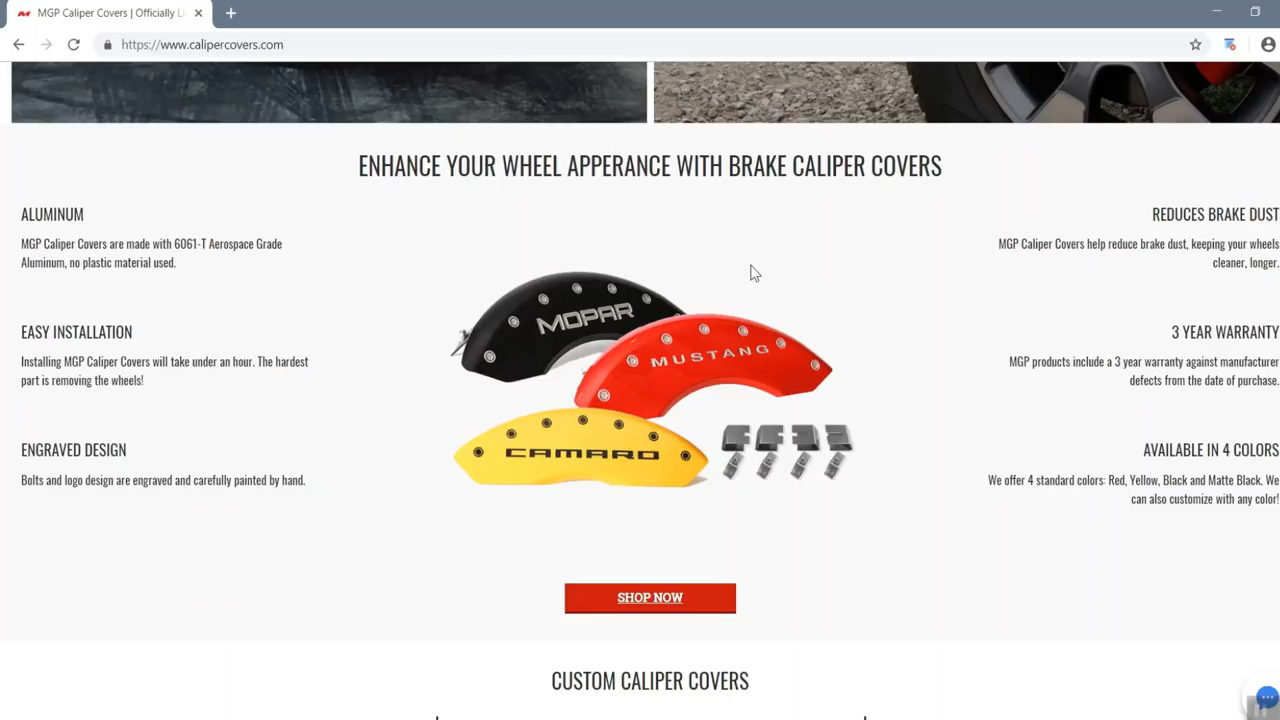 MGP Caliper Covers | Officially Li
https://www.calipercovers.com
ENHANCE YOUR WHEEL APPERANCE WITH BRAKE CALIPER COVERS
ALUMINUM
MGP Caliper Covers are made with 6061-T Aerospace Grade
Aluminum, no plastic material used.
EASY INSTALLATION
Installing MGP Caliper Covers will take under an hour. The hardest
part is removing the wheels!
ENGRAVED DESIGN
Bolts and logo design are engraved and carefully painted by hand.
MOPAR
MUSTANG
CAMARO
REDUCES BRAKE DUST
MGP Caliper Covers help reduce brake dust, keeping your wheels
cleaner, longer.
3 YEAR WARRANTY
MGP products include a 3 year warranty against manufacturer
defects from the date of purchase.
AVAILABLE IN 4 COLORS
We offer 4 standard colors: Red, Yellow, Black and Matte Black. We
can also customize with any color!
SHOP NOW
CUSTOM CALIPER COVERS